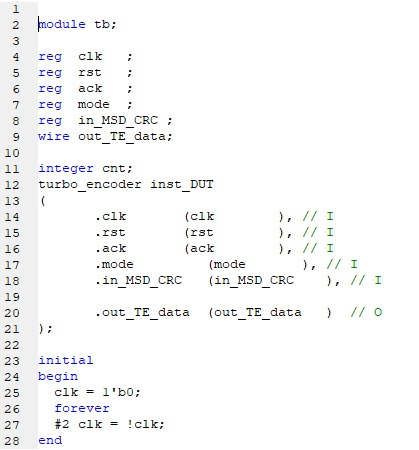 1
2 module tb;
3
4 reg clk ;
5 reg rst ;
6 reg ack ;
7 reg mode ;
8 reg in_MSD_CRC ;
9 wire out_TE_data;
10
11 integer cnt;
12 turbo_encoder inst_DUT
13 (
14 .clk (clk ), // I
15 .rst (rst ), // I
16 .ack (ack ), // I
17 .mode (mode ), // I
18 .in_MSD_CRC (in_MSD_CRC ), // I
19
20 .out_TE_data (out_TE_data ) // O
21 );
22
23 initial
24 begin
25 clk = 1'b0;
26 forever
27 #2 clk = !clk;
28 end